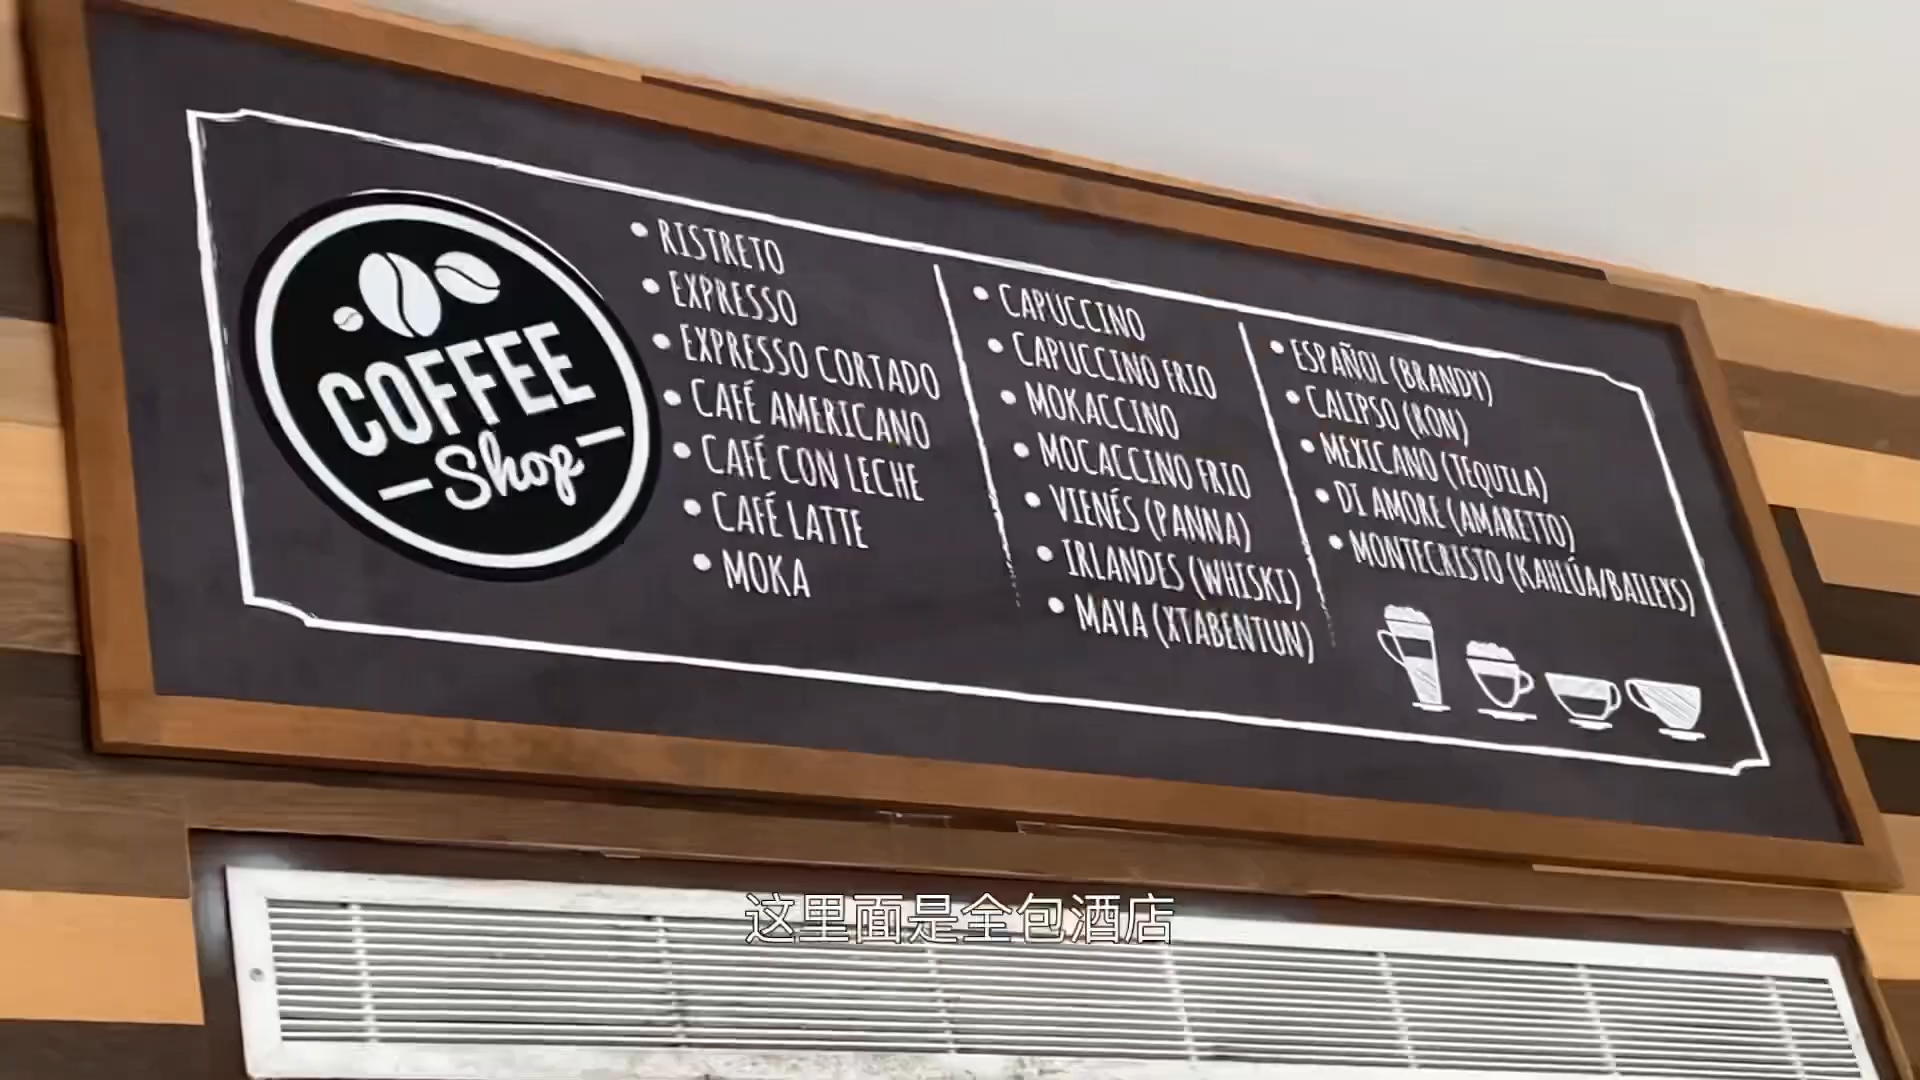 COFFEE
Shop
RISTRETO
EXPRESSO
EXPRESSO CORTADO
CAFÉ AMERICANO
CAFÉ CON LECHE
CAFÉ LATTE
MOKA
CAPUCCINO
CAPUCCINO FRIO
MOKACCINO
MOCACCINO FRIO
VIENÉS (PANNA)
IRLANDES (WHISKI)
MAYA (XTABENTUN)
ESPAÑOL (BRANDY)
CALIPSO (RON)
MEXICANO (TEQUILA)
DI AMORE (AMARETTO)
MONTECRISTO (KAHLÚA/BAILEYS)
这里面是全包酒店